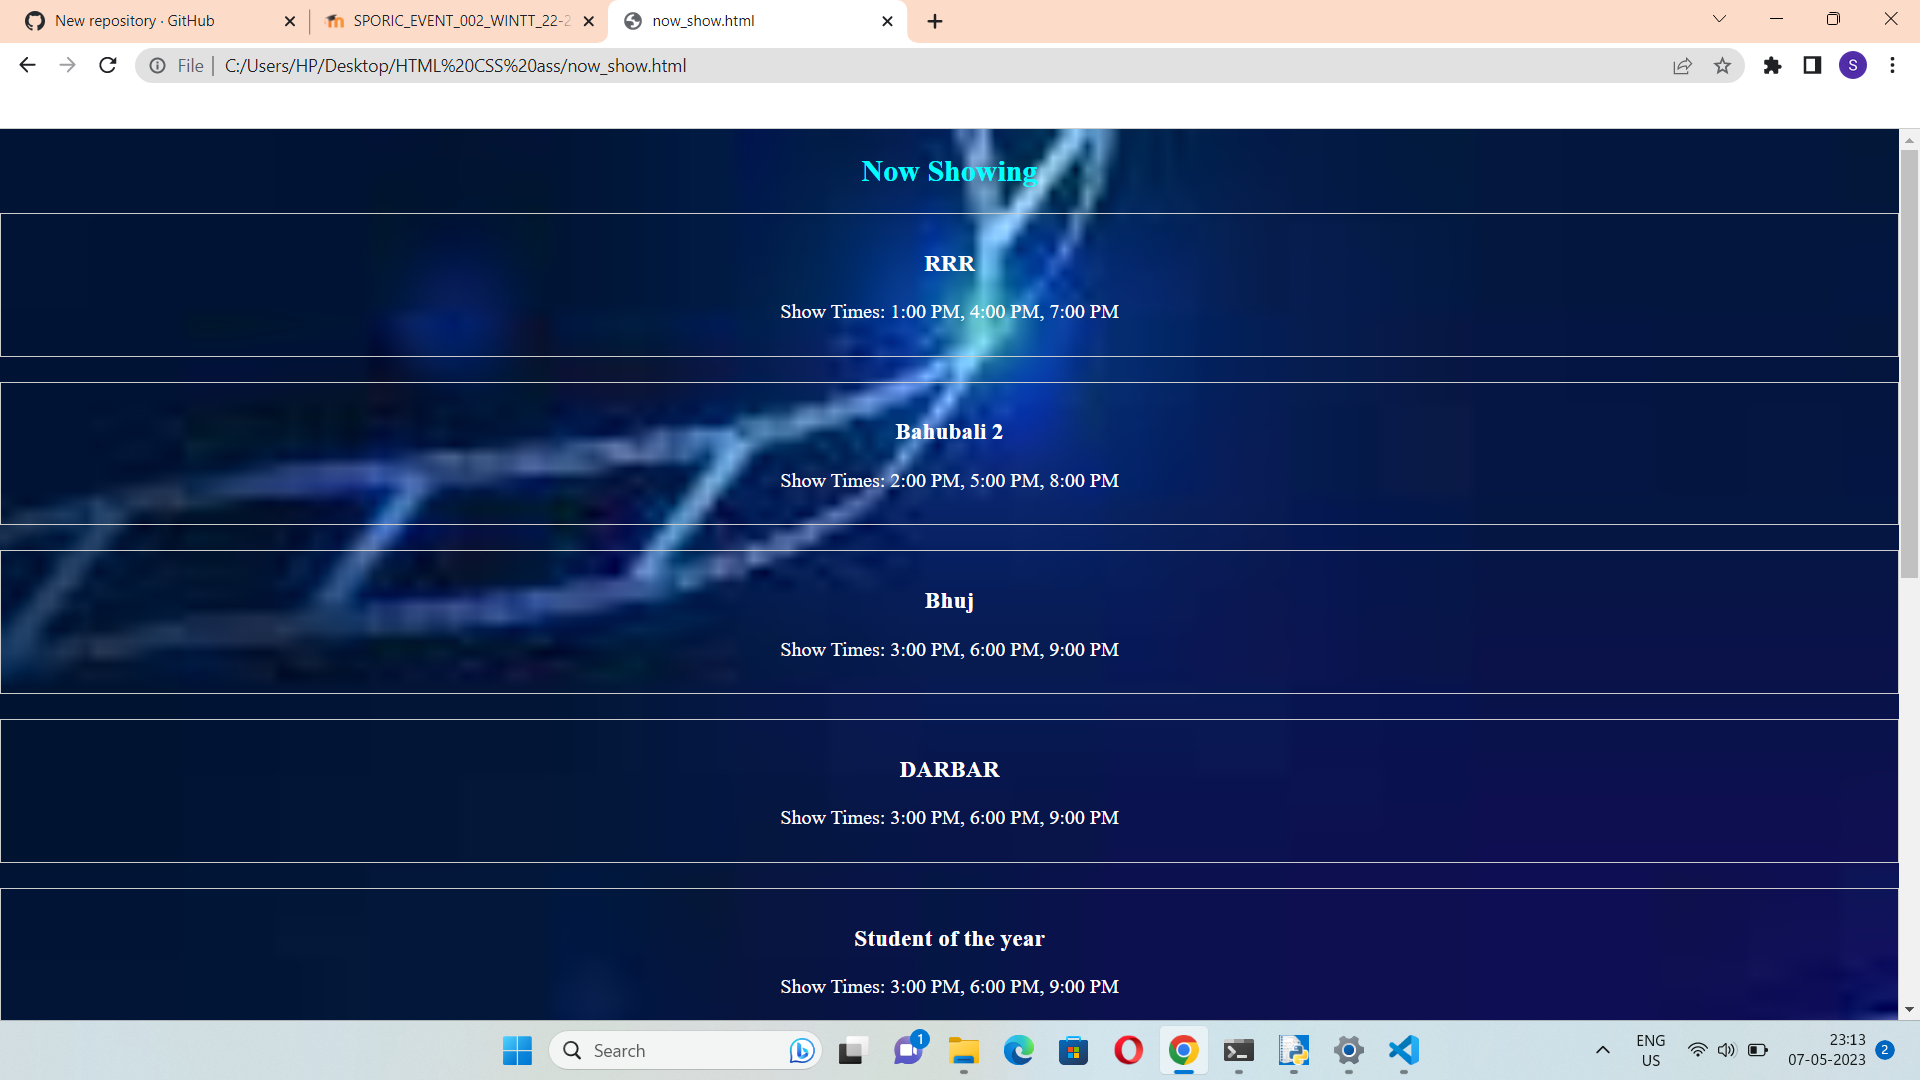 New repository · GitHub
SPORIC_EVENT_002_WINTT_22-2
now_show.html
File
C:/Users/HP/Desktop/HTML%20CSS%20ass/now_show.html
S
Now Showing
RRR
Show Times: 1:00 PM, 4:00 PM, 7:00 PM
Bahubali 2
Show Times: 2:00 PM, 5:00 PM, 8:00 PM
Bhuj
Show Times: 3:00 PM, 6:00 PM, 9:00 PM
DARBAR
Show Times: 3:00 PM, 6:00 PM, 9:00 PM
Student of the year
Show Times: 3:00 PM, 6:00 PM, 9:00 PM
Search
1
ENG
US
23:13
07-05-2023
2